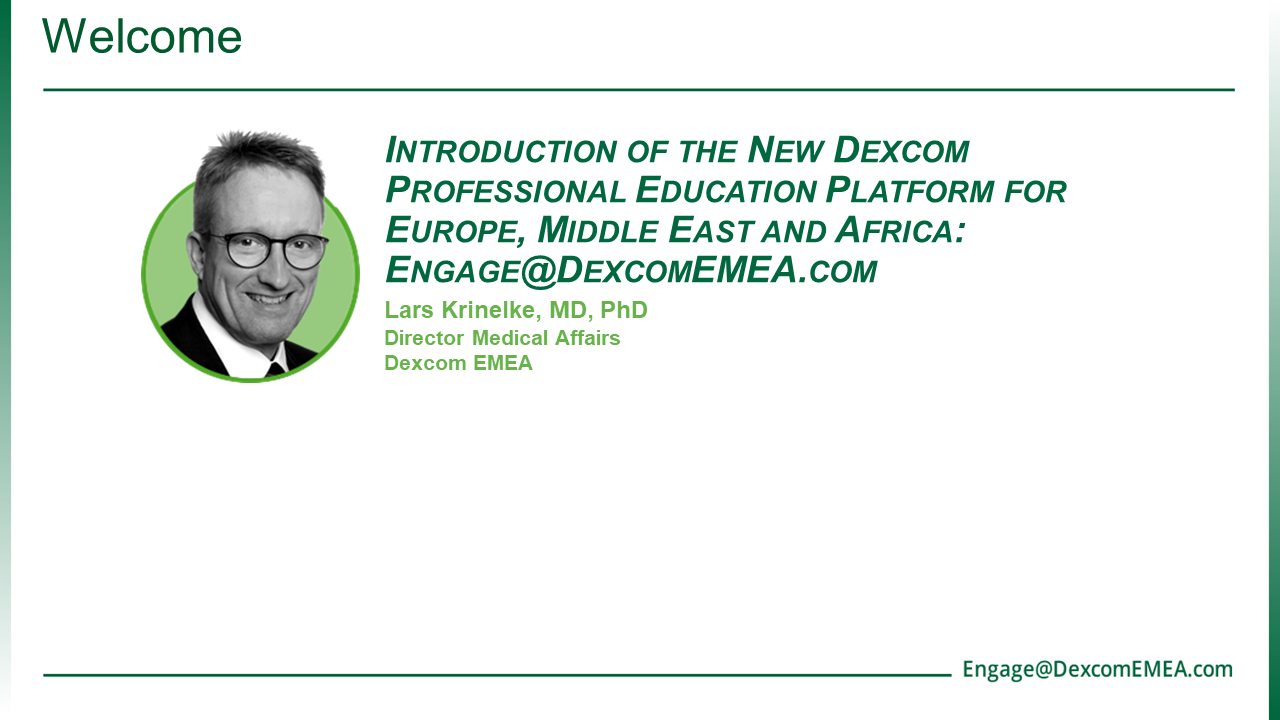 Welcome
Introduction of the New Dexcom
Professional Education Platform for
Europe, Middle East and Africa:
Engage@DexcomEMEA.com
Lars Krinelke, MD, PhD
Director Medical Affairs
Dexcom EMEA
Engage@DexcomEMEA.com